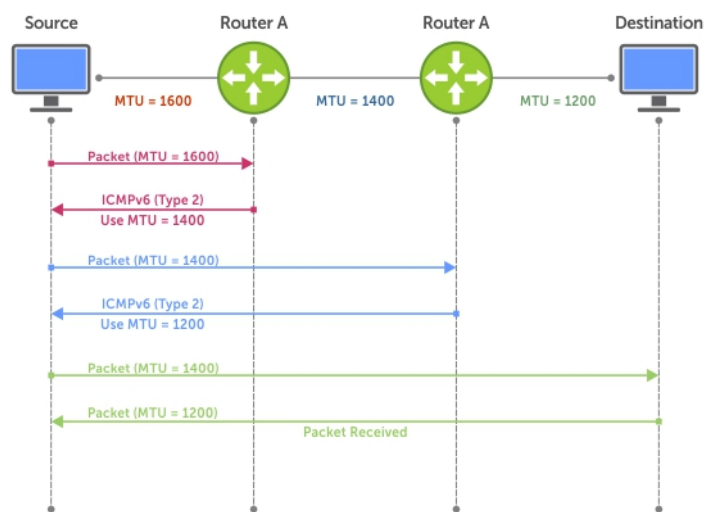 Source
Router A
Router A
Destination
MTU = 1600
MTU = 1400
MTU = 1200
Packet (MTU = 1600)
ICMPv6 (Type 2)
Use MTU = 1400
Packet (MTU = 1400)
ICMPv6 (Type 2)
Use MTU = 1200
Packet (MTU = 1400)
Packet (MTU = 1200)
Packet Received